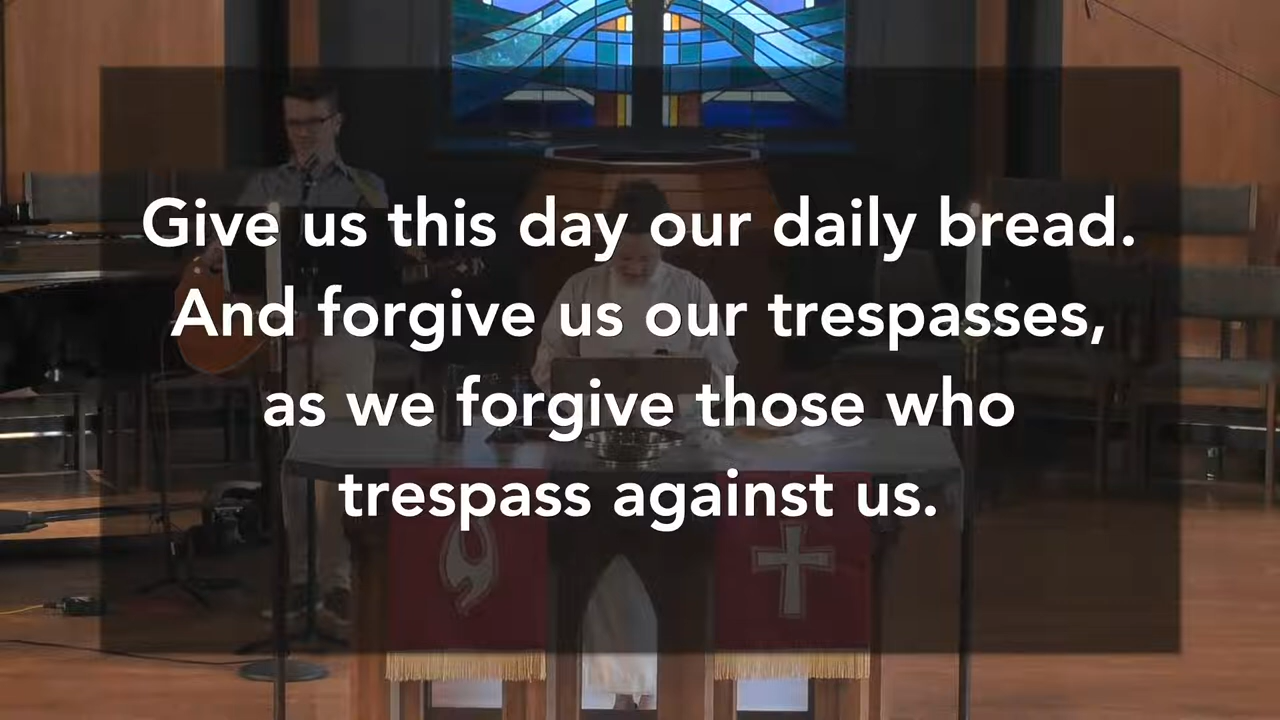 Give us this day our daily bread.
And forgive us our trespasses,
as we forgive those who
trespass against us.